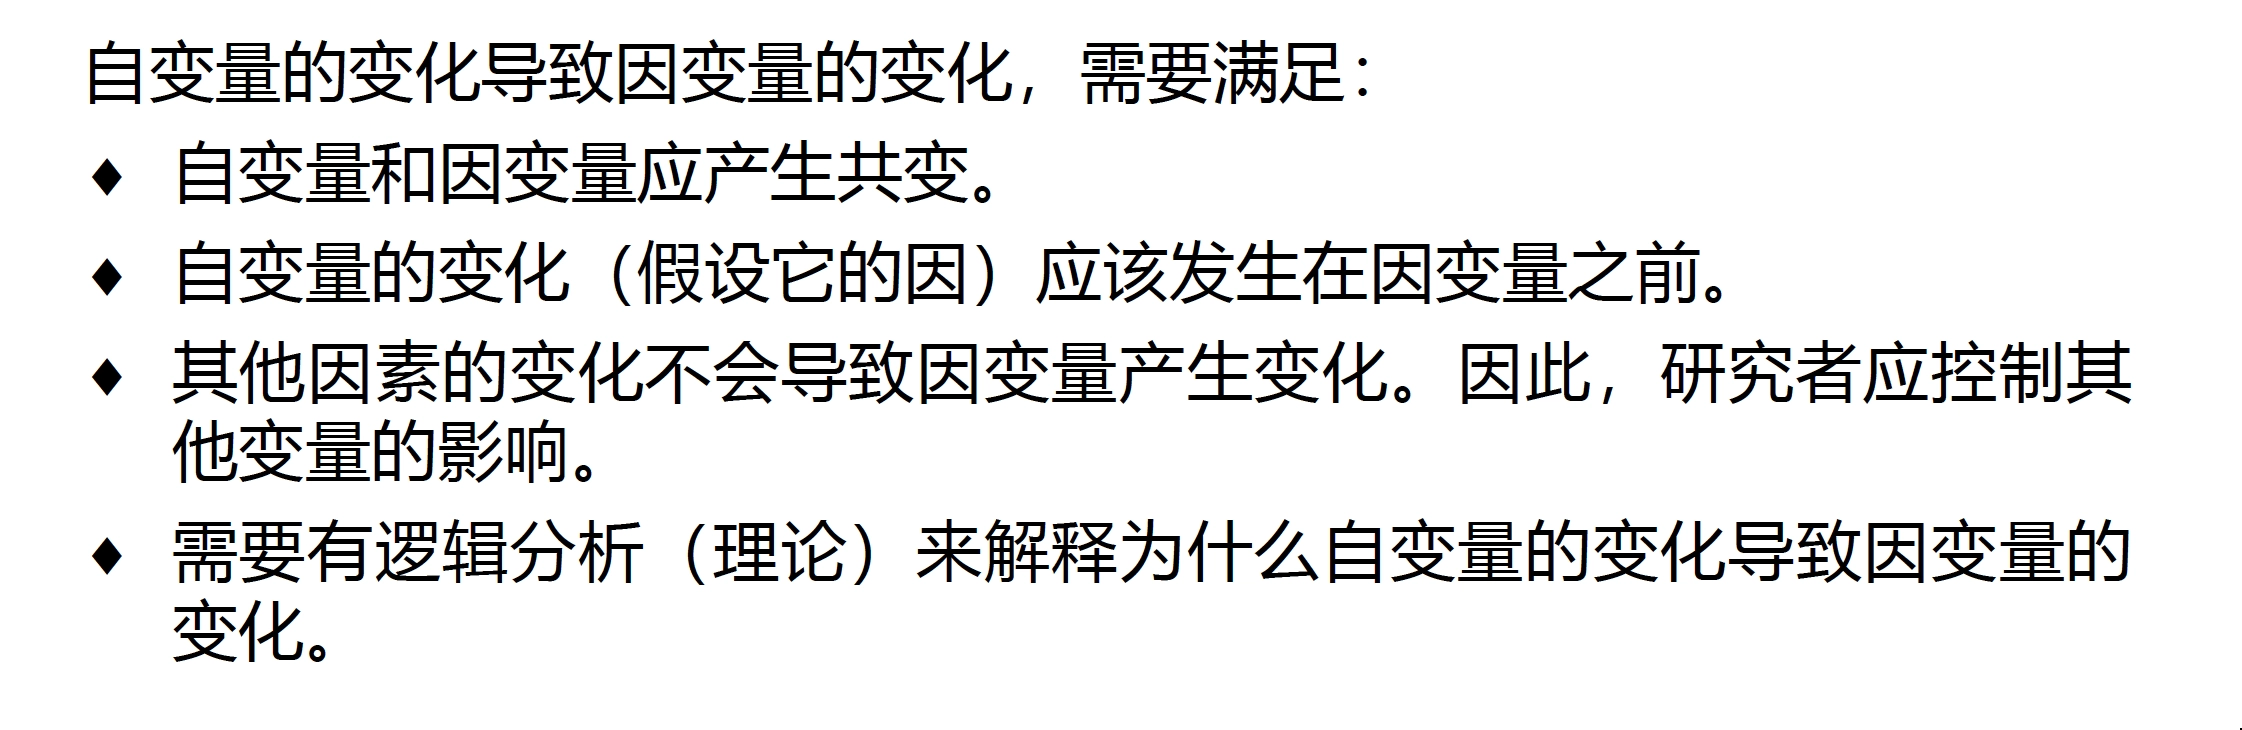 自变量的变化导致因变量的变化，需要满足：
♦ 自变量和因变量应产生共变。
♦ 自变量的变化（假设它的因）应该发生在因变量之前。
♦ 其他因素的变化不会导致因变量产生变化。因此，研究者应控制其
他变量的影响。
♦ 需要有逻辑分析（理论）来解释为什么自变量的变化导致因变量的
变化。